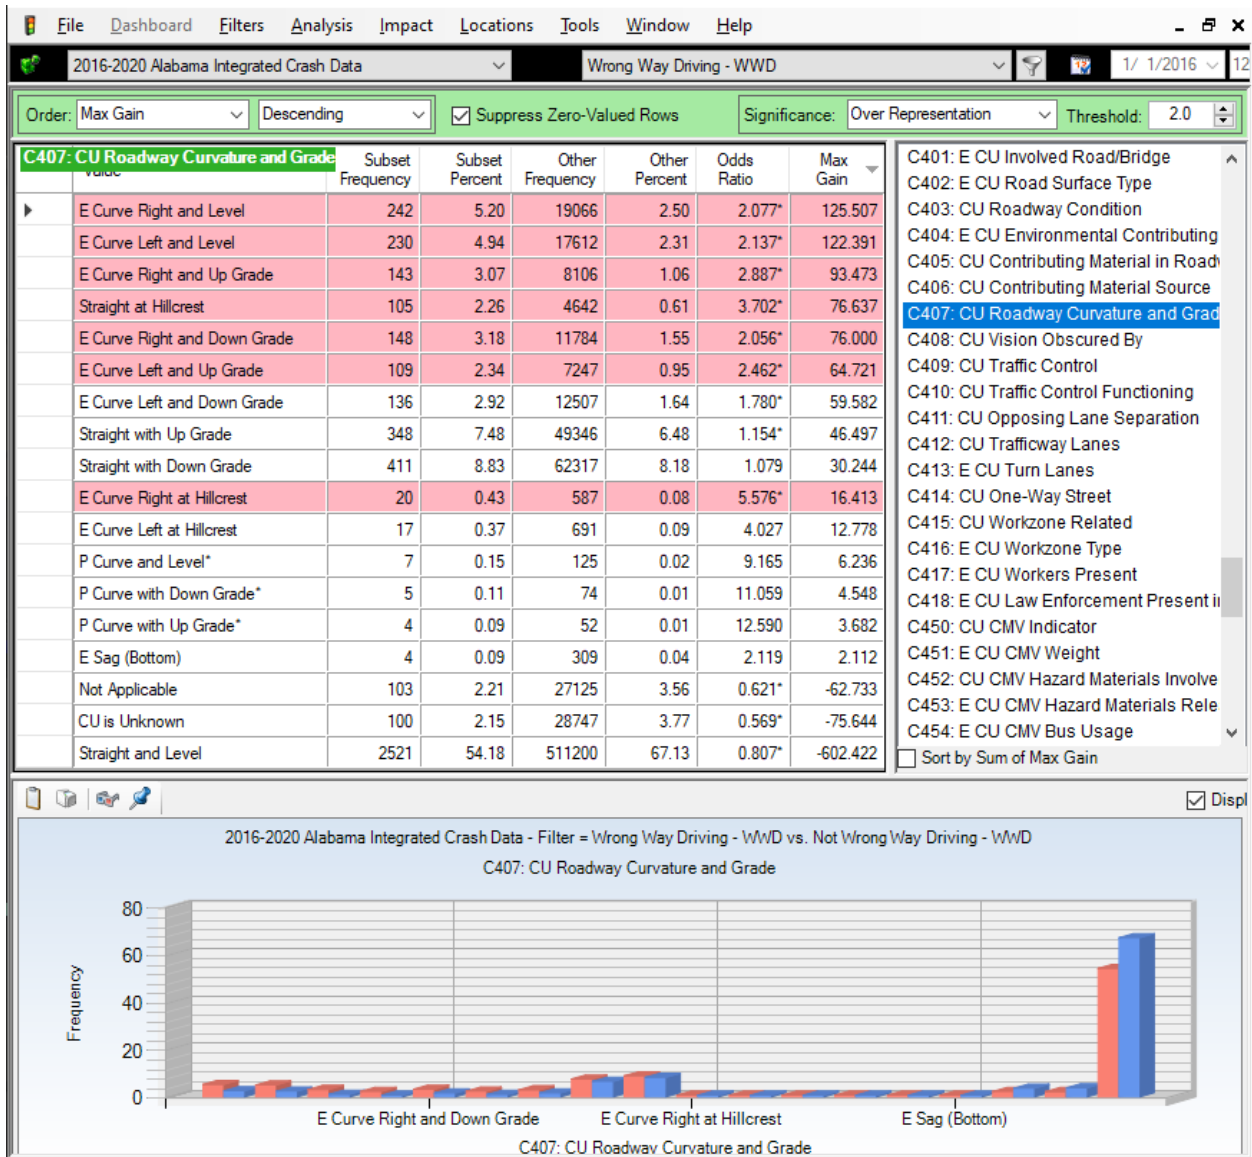 File Dashboard Filters Analysis Impact Locations Tools Window Help
2016-2020 Alabama Integrated Crash Data Wrong Way Driving - WWD 1/ 1/2016 12
Order: Max Gain Descending Suppress Zero-Valued Rows Significance: Over Representation Threshold: 2.0
C407: CU Roadway Curvature and Grade Subset Frequency Subset Percent Other Frequency Other Percent Odds Ratio Max Gain
E Curve Right and Level 242 5.20 19066 2.50 2.077* 125.507
E Curve Left and Level 230 4.94 17612 2.31 2.137* 122.391
E Curve Right and Up Grade 143 3.07 8106 1.06 2.887* 93.473
Straight at Hillcrest 105 2.26 4642 0.61 3.702* 76.637
E Curve Right and Down Grade 148 3.18 11784 1.55 2.056* 76.000
E Curve Left and Up Grade 109 2.34 7247 0.95 2.462* 64.721
E Curve Left and Down Grade 136 2.92 12507 1.64 1.780* 59.582
Straight with Up Grade 348 7.48 49346 6.48 1.154* 46.497
Straight with Down Grade 411 8.83 62317 8.18 1.079 30.244
E Curve Right at Hillcrest 20 0.43 587 0.08 5.576* 16.413
E Curve Left at Hillcrest 17 0.37 691 0.09 4.027 12.778
P Curve and Level* 7 0.15 125 0.02 9.165 6.236
P Curve with Down Grade* 5 0.11 74 0.01 11.059 4.548
P Curve with Up Grade* 4 0.09 52 0.01 12.590 3.682
E Sag (Bottom) 4 0.09 309 0.04 2.119 2.112
Not Applicable 103 2.21 27125 3.56 0.621* -62.733
CU is Unknown 100 2.15 28747 3.77 0.569* -75.644
Straight and Level 2521 54.18 511200 67.13 0.807* -602.422
C401: E CU Involved Road/Bridge
C402: E CU Road Surface Type
C403: CU Roadway Condition
C404: E CU Environmental Contributing
C405: CU Contributing Material in Roadw
C406: CU Contributing Material Source
C407: CU Roadway Curvature and Grad
C408: CU Vision Obscured By
C409: CU Traffic Control
C410: CU Traffic Control Functioning
C411: CU Opposing Lane Separation
C412: CU Trafficway Lanes
C413: E CU Turn Lanes
C414: CU One-Way Street
C415: CU Workzone Related
C416: E CU Workzone Type
C417: E CU Workers Present
C418: E CU Law Enforcement Present i
C450: CU CMV Indicator
C451: E CU CMV Weight
C452: CU CMV Hazard Materials Involve
C453: E CU CMV Hazard Materials Rele
C454: E CU CMV Bus Usage
Sort by Sum of Max Gain
Displ
2016-2020 Alabama Integrated Crash Data - Filter = Wrong Way Driving - WWD vs. Not Wrong Way Driving - WWD
C407: CU Roadway Curvature and Grade
80
60
40
20
0
Frequency
E Curve Right and Down Grade E Curve Right at Hillcrest E Sag (Bottom)
C407: CU Roadway Curvature and Grade